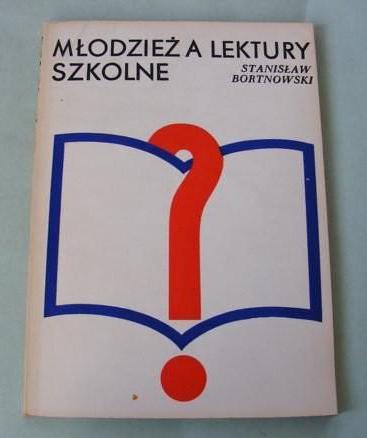 MŁODZIEŻ A LEKTURY
SZKOLNE
STANISŁAW
BORTNOWSKI